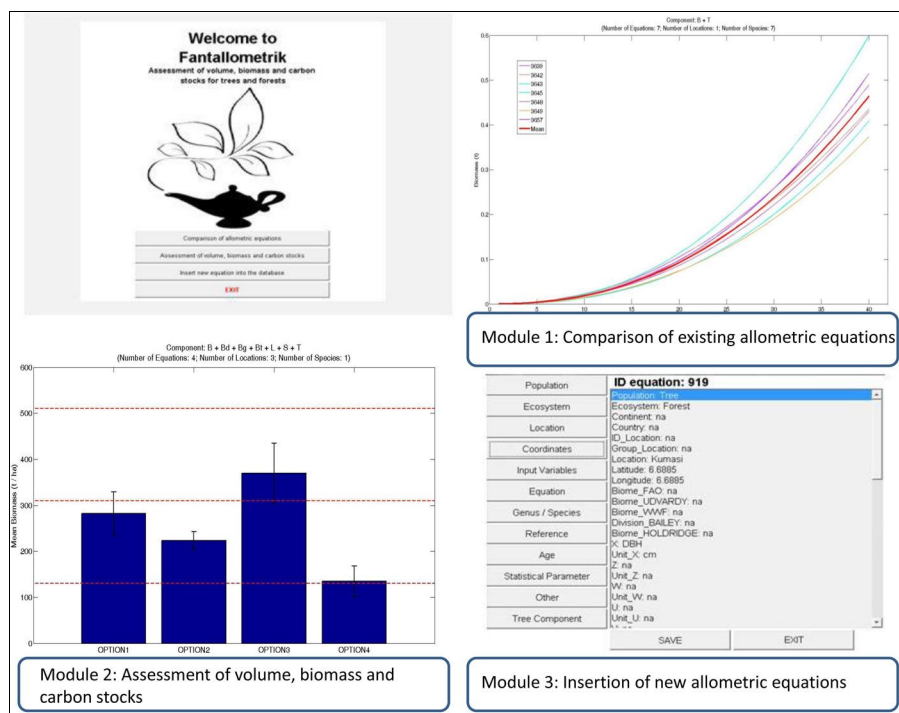 Welcome to
Fantallometrik
Assessment of volume, biomass and carbon
stocks for trees and forests
Comparison of allometric equations
Assessment of volume, biomass and carbon stocks
Insert new equation into the database
EXIT
Component: B + T
(Number of Equations: 7; Number of Locations: 1; Number of Species: 7)
Biomass (t)
0.6
0.5
0.4
0.3
0.2
0.1
0
0 5 10 15 20 25 30 35 40
9642
9643
9645
9657
Mean
Module 1: Comparison of existing allometric equations
Component: B + Bd + Bg + Bt + L + S + T
(Number of Equations: 4; Number of Locations: 3; Number of Species: 1)
Mean Biomass (t / ha)
600
500
400
300
200
100
0
OPTION1 OPTION2 OPTION3 OPTION4
Module 2: Assessment of volume, biomass and
carbon stocks
Population
Ecosystem
Location
Coordinates
Input Variables
Equation
Genus / Species
Reference
Age
Statistical Parameter
Other
Tree Component
ID equation: 919
Population: Tree
Ecosystem: Forest
Continent: na
Country: na
ID_Location: na
Group_Location: na
Location: Kumasi
Latitude: 6.6885
Longitude: 6.6885
Biome_FAO: na
Biome_UDVARDY: na
Biome_WWF: na
Division_BAILEY: na
Biome_HOLDRIDGE: na
X: DBH
Unit_X: cm
Z: na
Unit_Z: na
W: na
Unit_W: na
U: na
Unit_U: na
SAVE
EXIT
Module 3: Insertion of new allometric equations